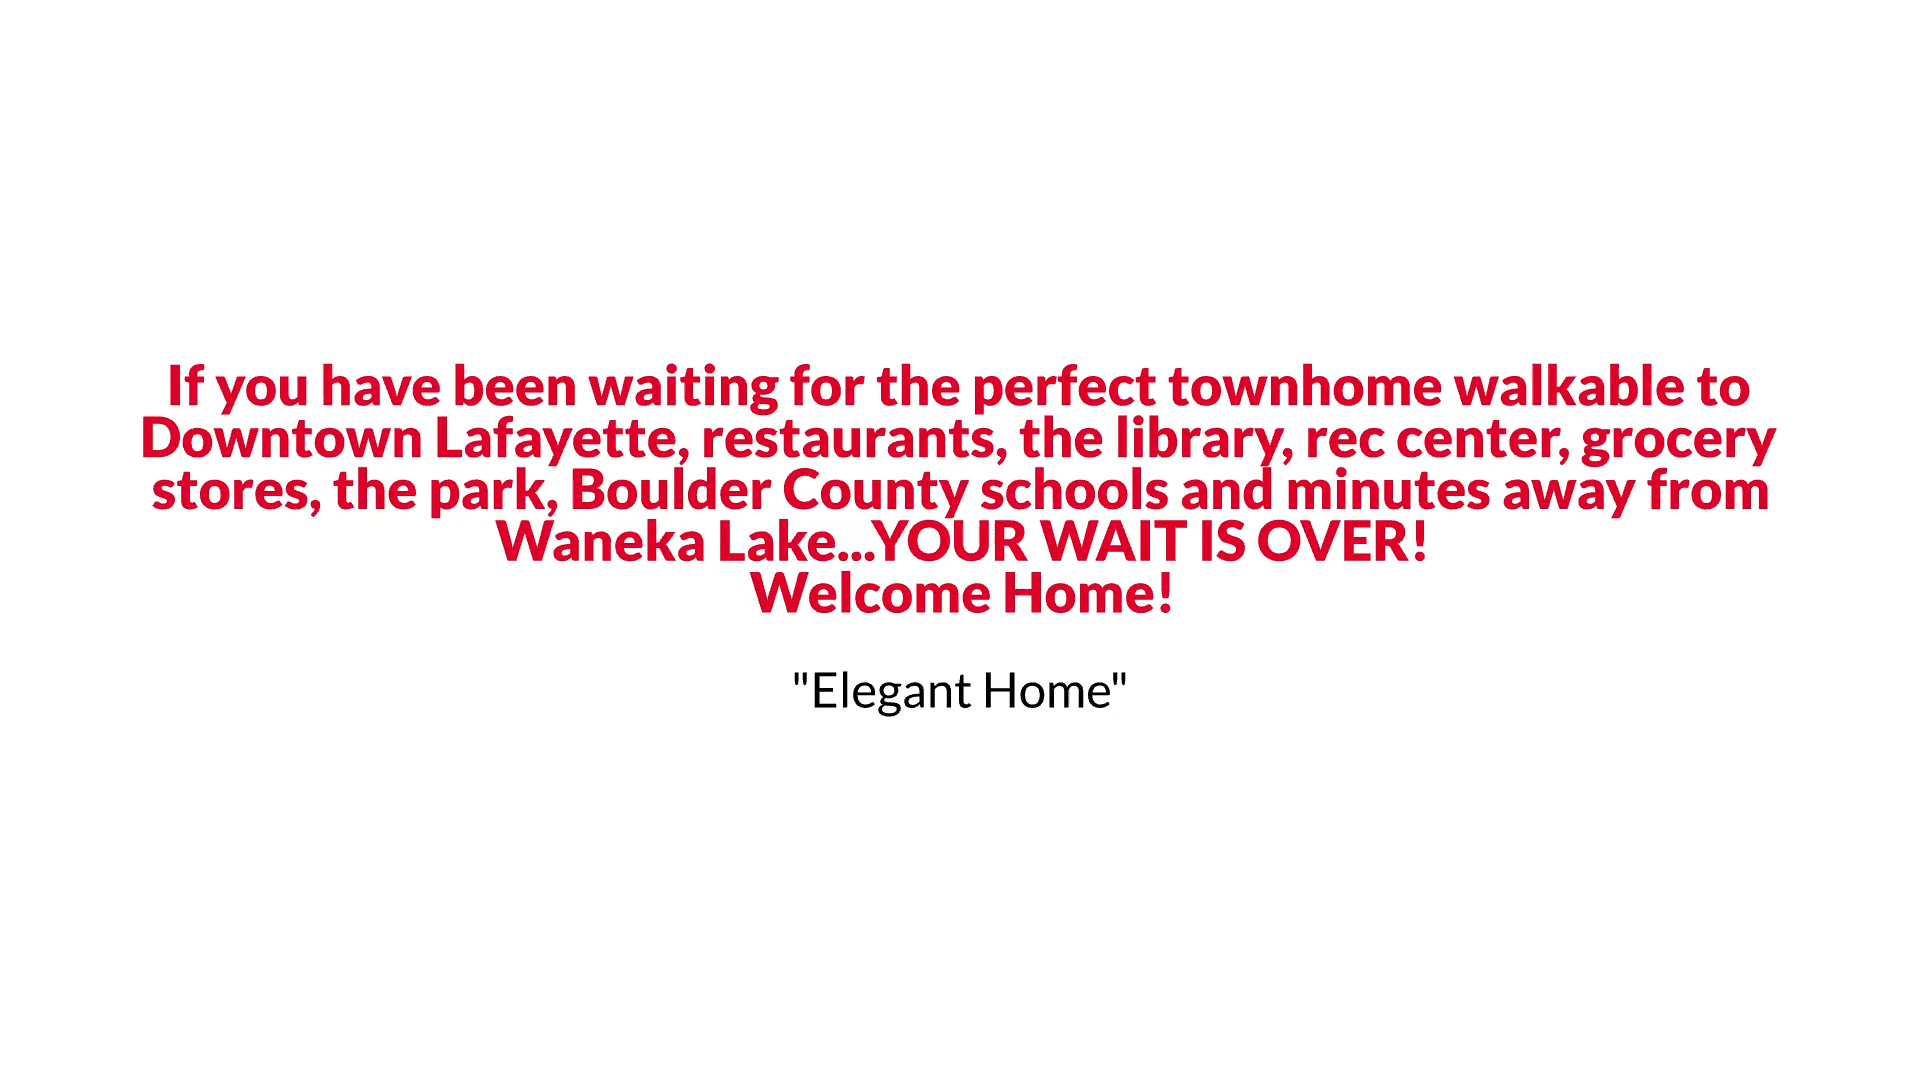 If you have been waiting for the perfect townhome walkable to
Downtown Lafayette, restaurants, the library, rec center, grocery
stores, the park, Boulder County schools and minutes away from
Waneka Lake...YOUR WAIT IS OVER!
Welcome Home!
"Elegant Home"